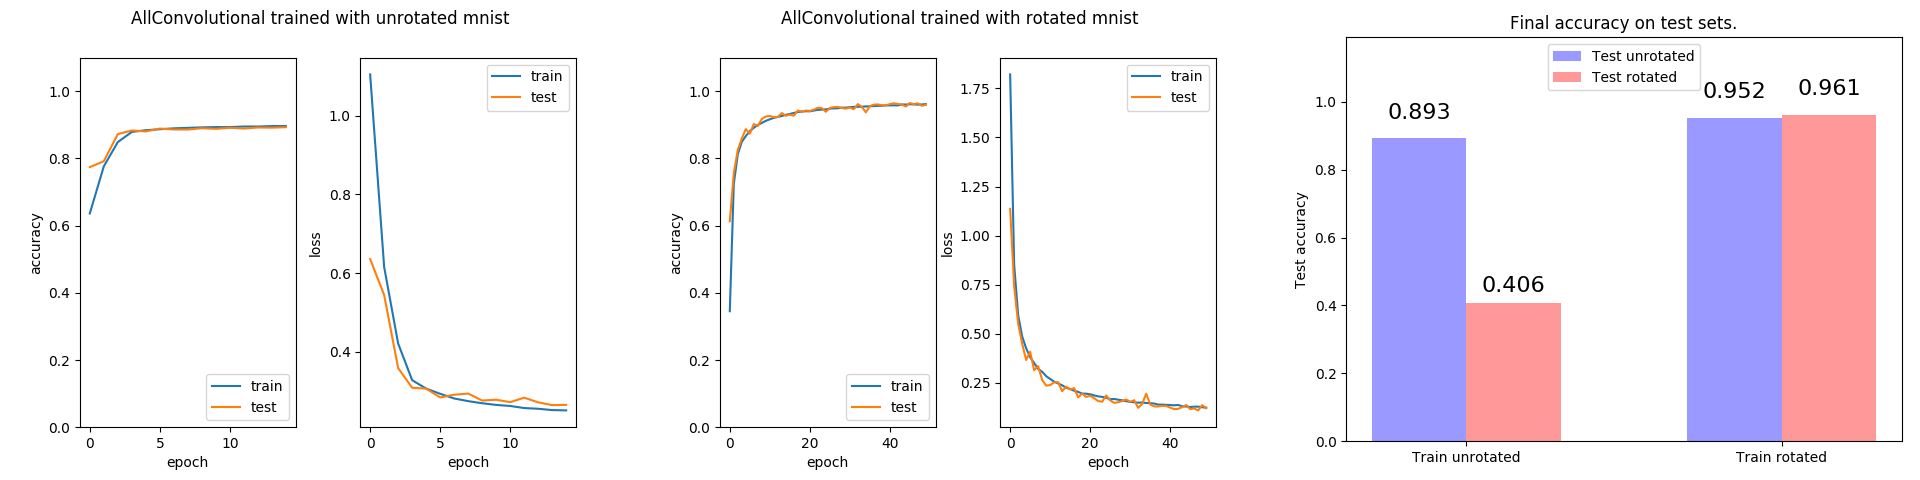 AllConvolutional trained with unrotated mnist
accuracy
1.0
0.8
0.6
0.4
0.2
0.0
0
5
10
epoch
train
test
loss
1.0
0.8
0.6
0.4
0
5
10
epoch
train
test
AllConvolutional trained with rotated mnist
accuracy
1.0
0.8
0.6
0.4
0.2
0.0
0
20
40
epoch
train
test
loss
1.75
1.50
1.25
1.00
0.75
0.50
0.25
0
20
40
epoch
train
test
Final accuracy on test sets.
Test unrotated
Test rotated
Test accuracy
1.0
0.8
0.6
0.4
0.2
0.0
0.893
0.406
0.952
0.961
Train unrotated
Train rotated